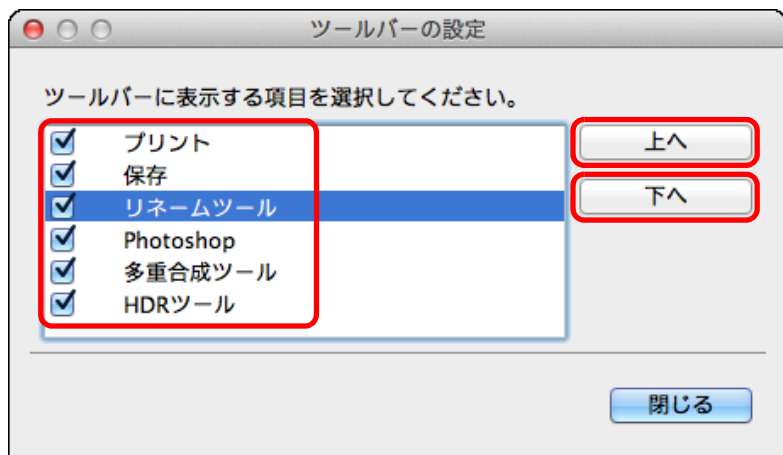 ツールバーの設定
ツールバーに表示する項目を選択してください。
プリント
保存
リネームツール
Photoshop
多重合成ツール
HDRツール
上へ
下へ
閉じる